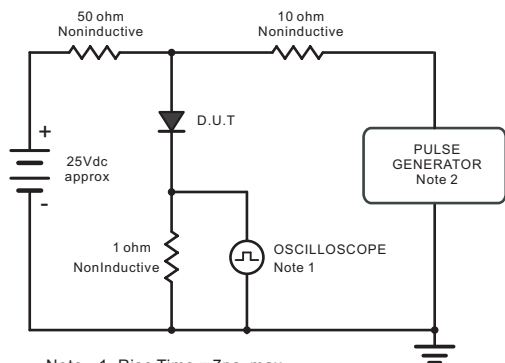 50 ohm
Noninductive
10 ohm
Noninductive
D.U.T
+
25Vdc
approx
-
PULSE
GENERATOR
Note 2
1 ohm
NonInductive
OSCILLOSCOPE
Note 1